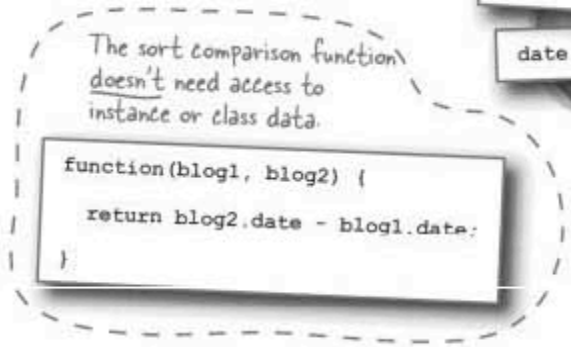 The sort comparison function
doesn't need access to
instance or class data.
date
function(blog1, blog2) {
return blog2.date - blog1.date;
}